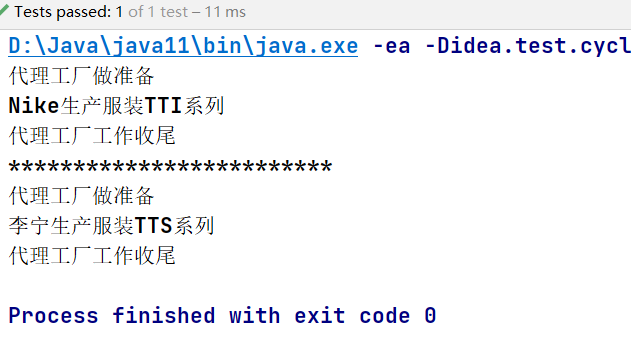 Tests passed: 1 of 1 test – 11 ms
D:\Java\java11\bin\java.exe -ea -Didea.test.cycl
代理工厂做准备
Nike生产服装TTI系列
代理工厂工作收尾
*************************
代理工厂做准备
李宁生产服装TTS系列
代理工厂工作收尾
Process finished with exit code 0